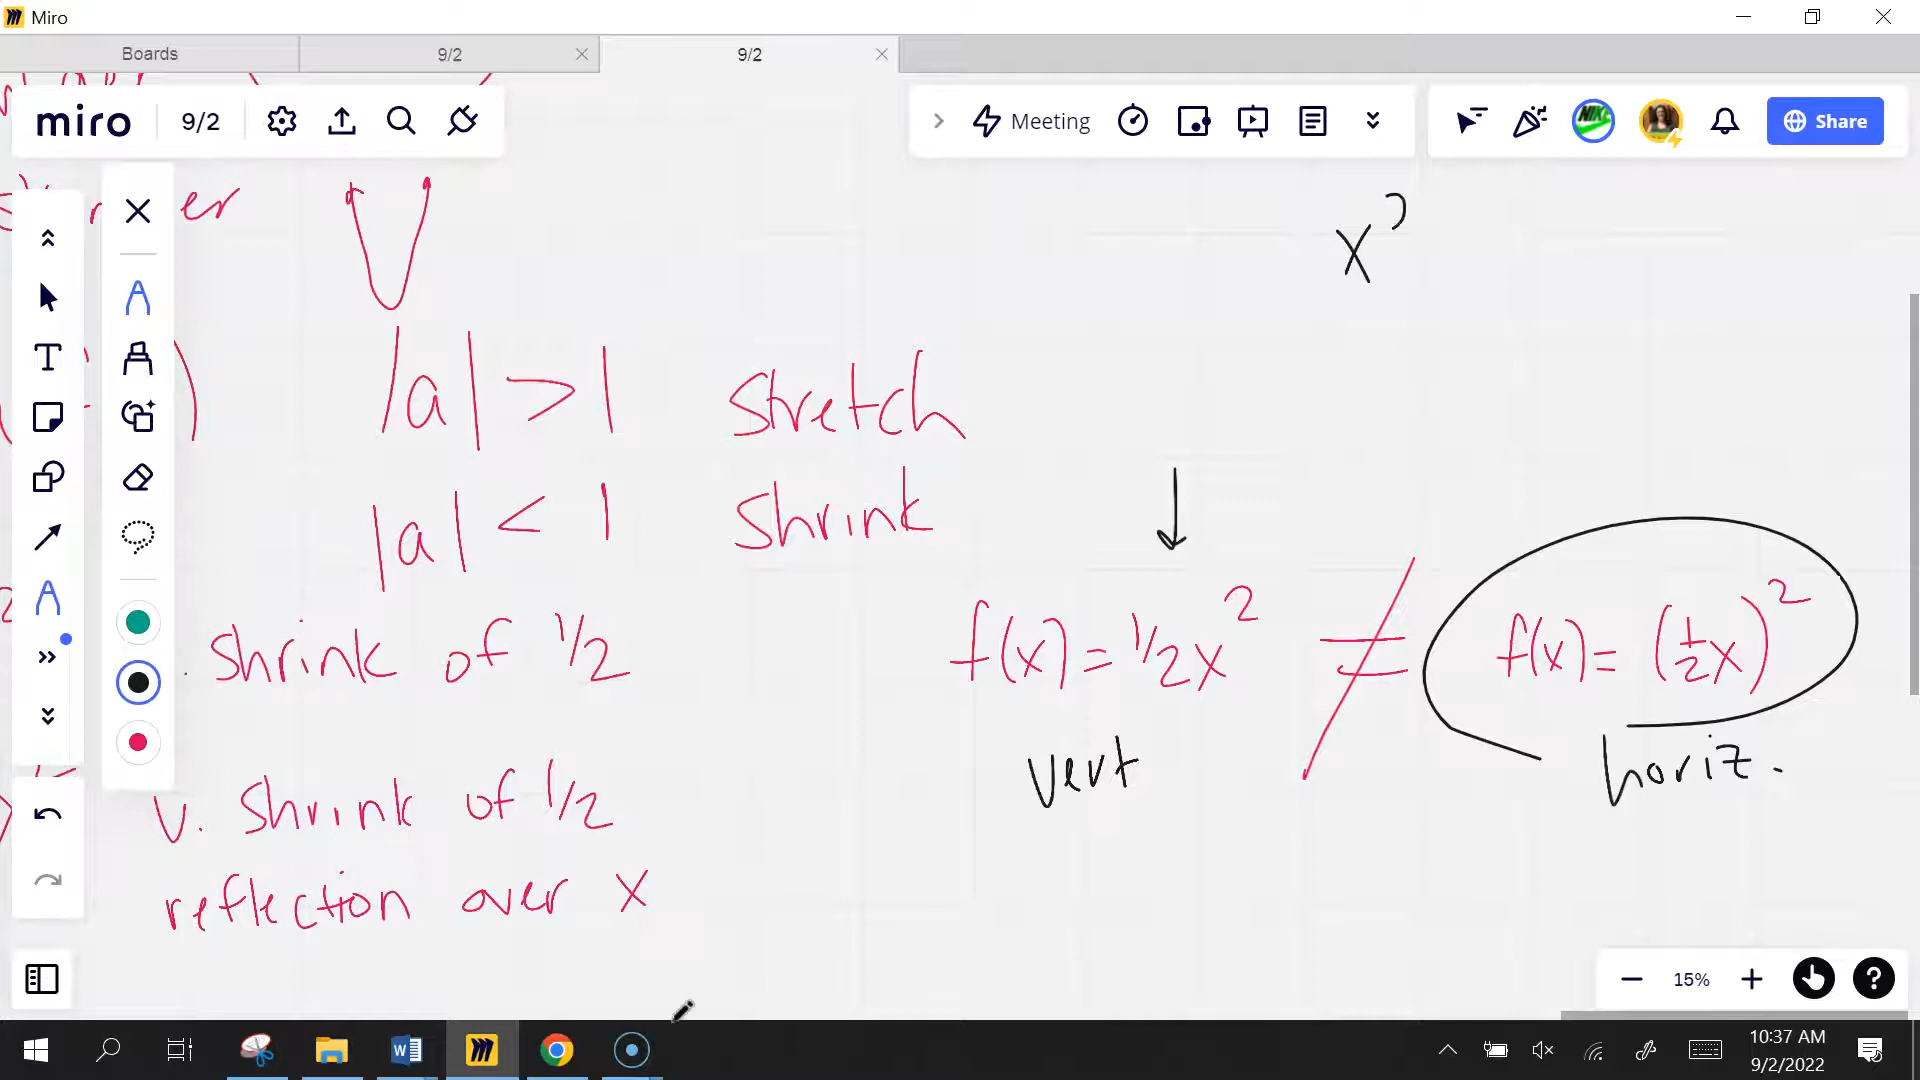 Miro
Boards
9/2
9/2
miro
9/2
Meeting
Share
er
x
|a| > 1 stretch
|a| < 1 shrink
shrink of 1/2
f(x) = 1/2x^2 ≠ f(x) = (1/2x)^2
vert
horiz.
v. shrink of 1/2
reflection over x
15%
10:37 AM
9/2/2022